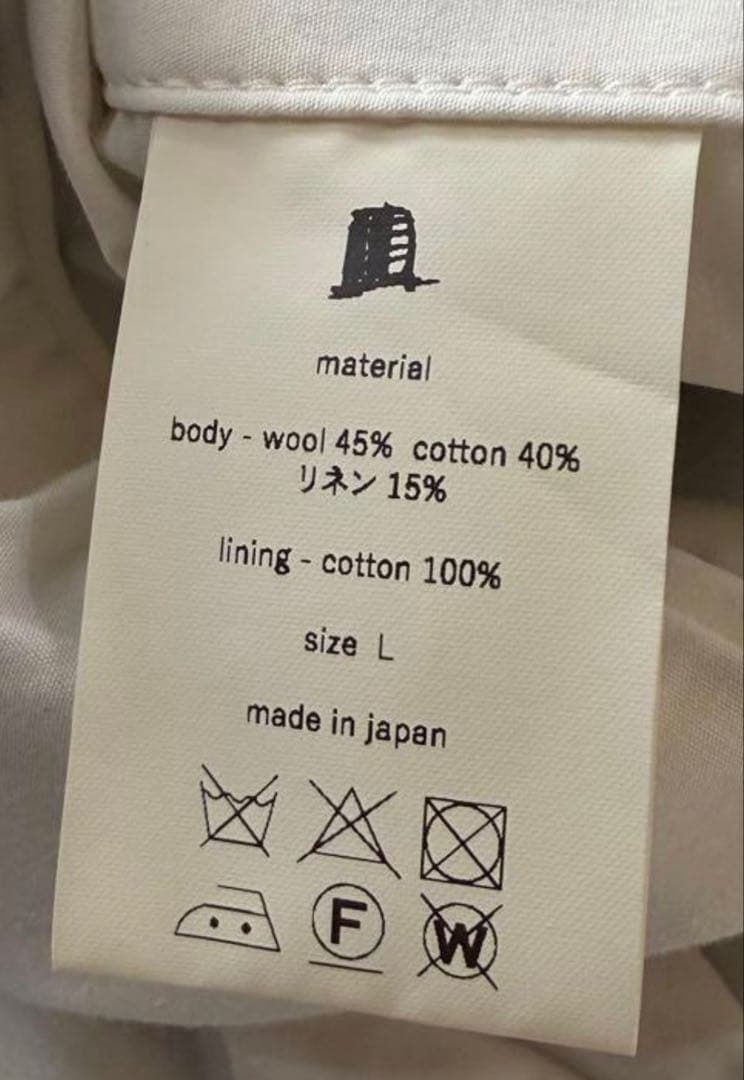 material
body - wool 45% cotton 40%
リネン 15%
lining - cotton 100%
size L
made in japan
F
W